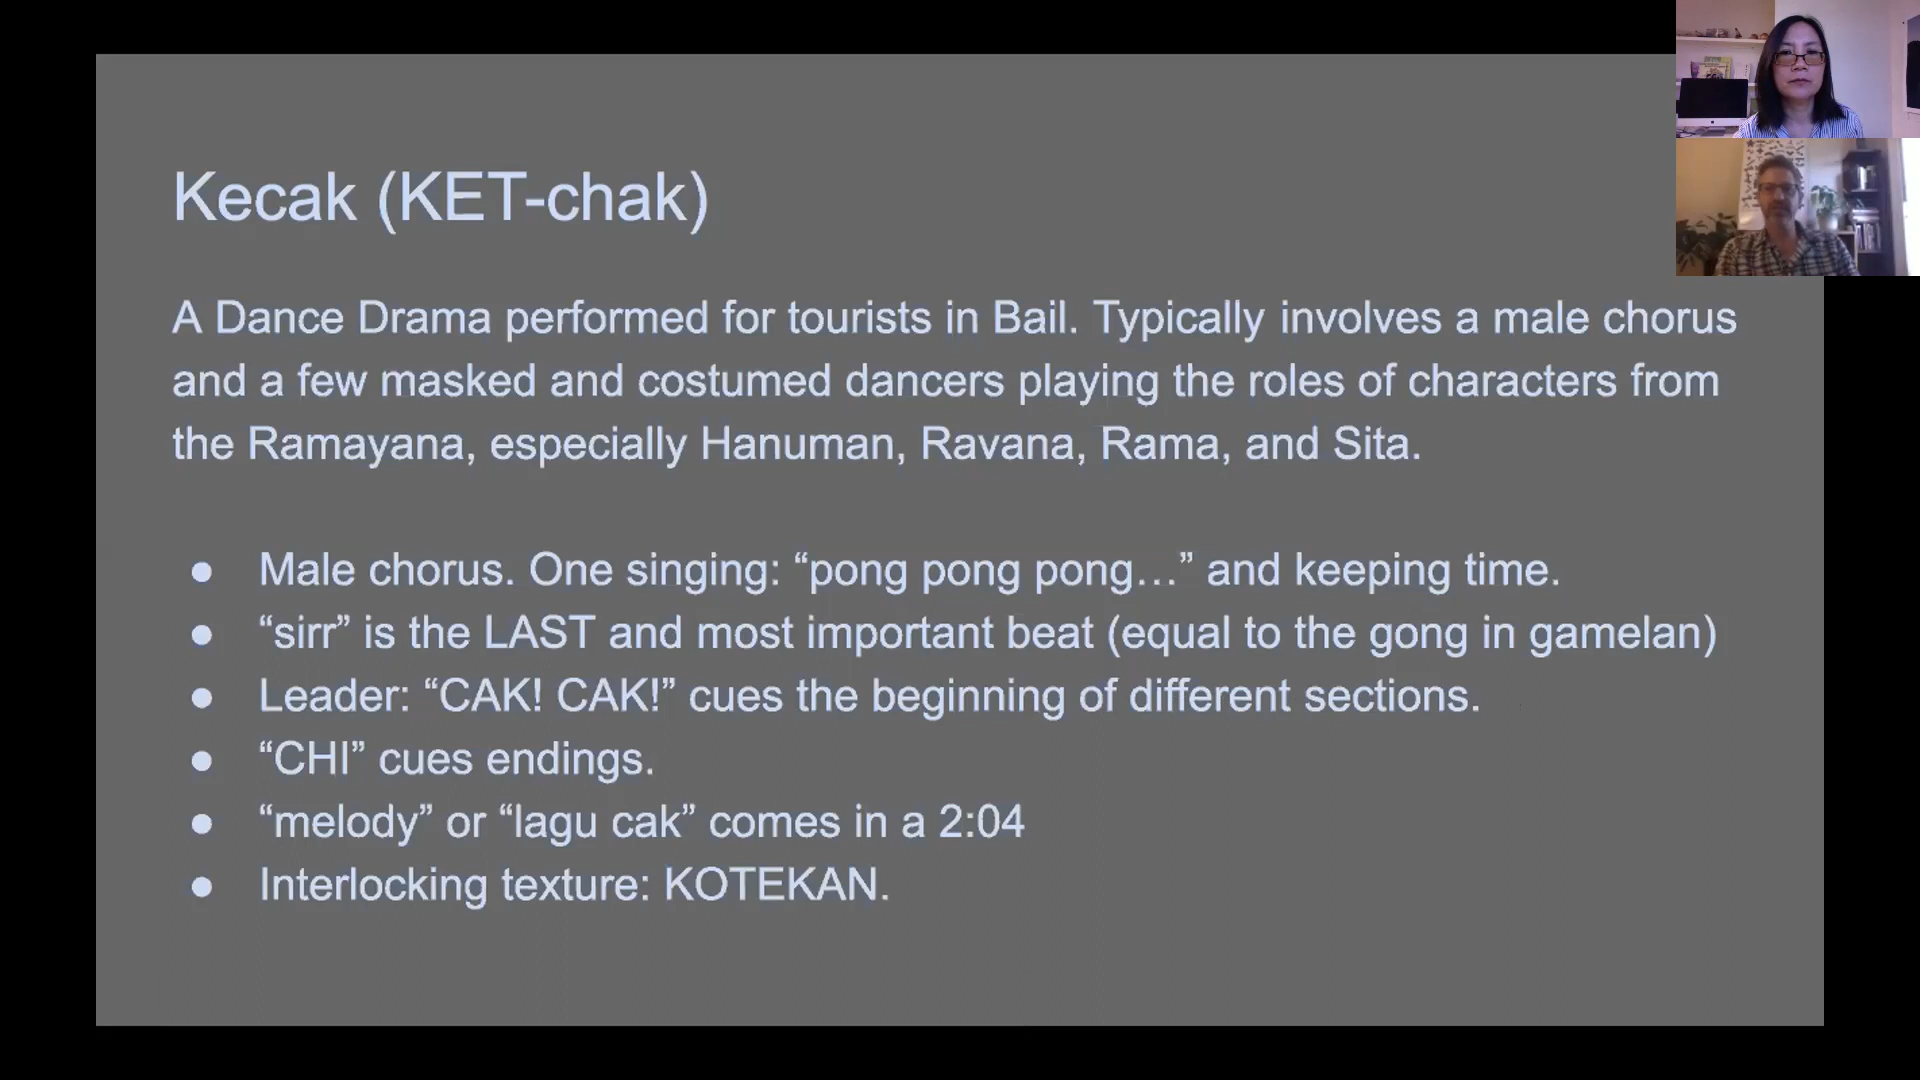 Kecak (KET-chak)
A Dance Drama performed for tourists in Bail. Typically involves a male chorus
and a few masked and costumed dancers playing the roles of characters from
the Ramayana, especially Hanuman, Ravana, Rama, and Sita.
● Male chorus. One singing: “pong pong pong…” and keeping time.
● “sirr” is the LAST and most important beat (equal to the gong in gamelan)
● Leader: “CAK! CAK!” cues the beginning of different sections.
● “CHI” cues endings.
● “melody” or “lagu cak” comes in a 2:04
● Interlocking texture: KOTEKAN.